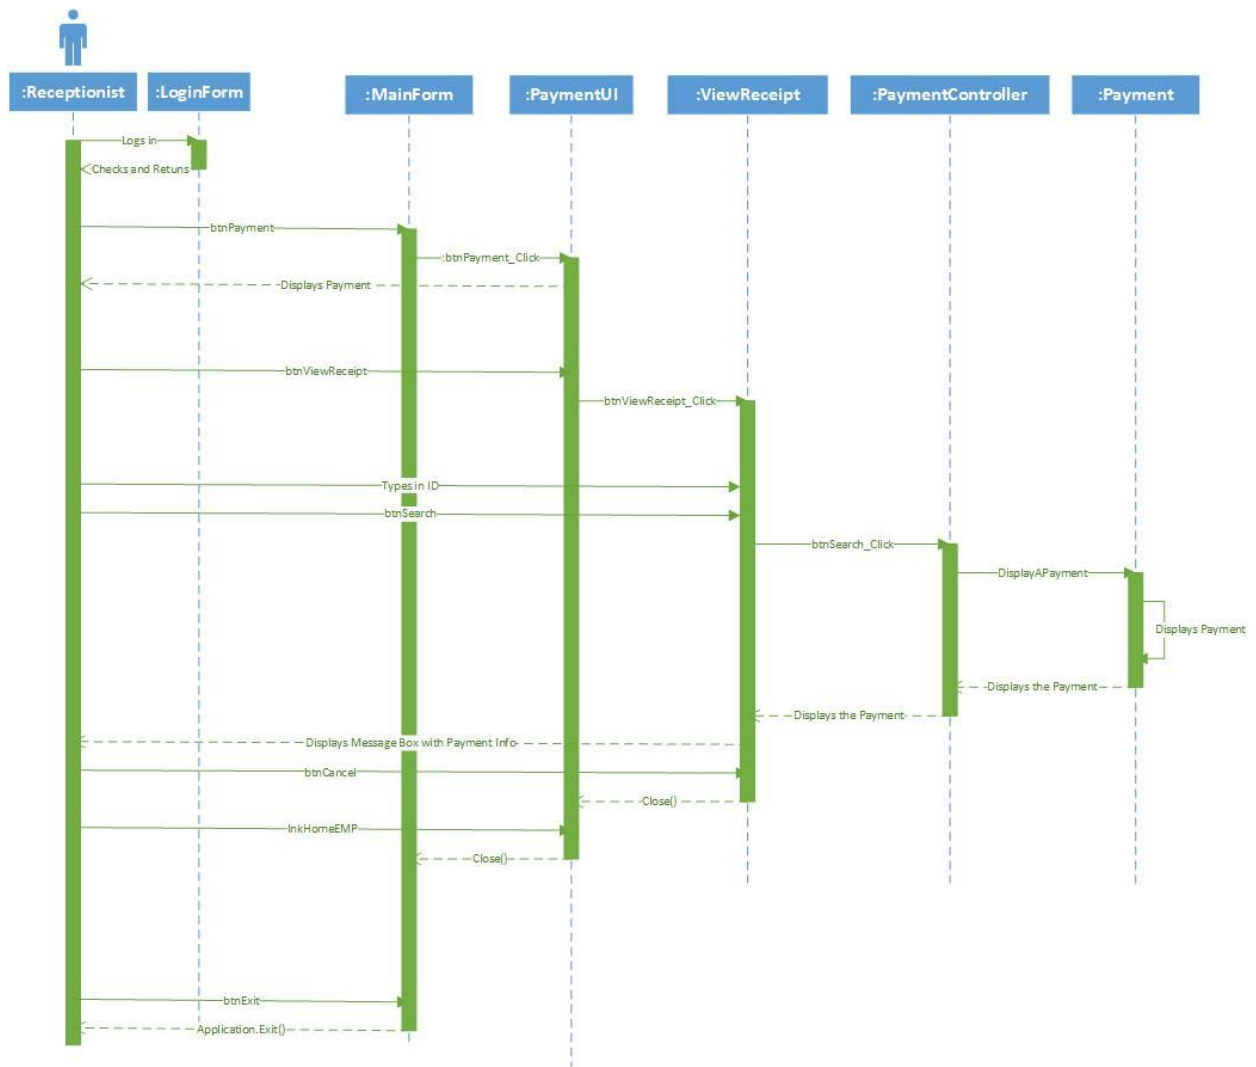 :Receptionist
:LoginForm
:MainForm
:PaymentUI
:ViewReceipt
:PaymentController
:Payment
Logs in
Checks and Retuns
btnPayment
:btnPayment_Click
Displays Payment
btnViewReceipt
btnViewReceipt_Click
Types in ID
btnSearch
btnSearch_Click
DisplayAPayment
Displays Payment
Displays the Payment
Displays the Payment
Displays Message Box with Payment Info
btnCancel
Close()
lnkHomeEMP
Close()
btnExit
Application.Exit()